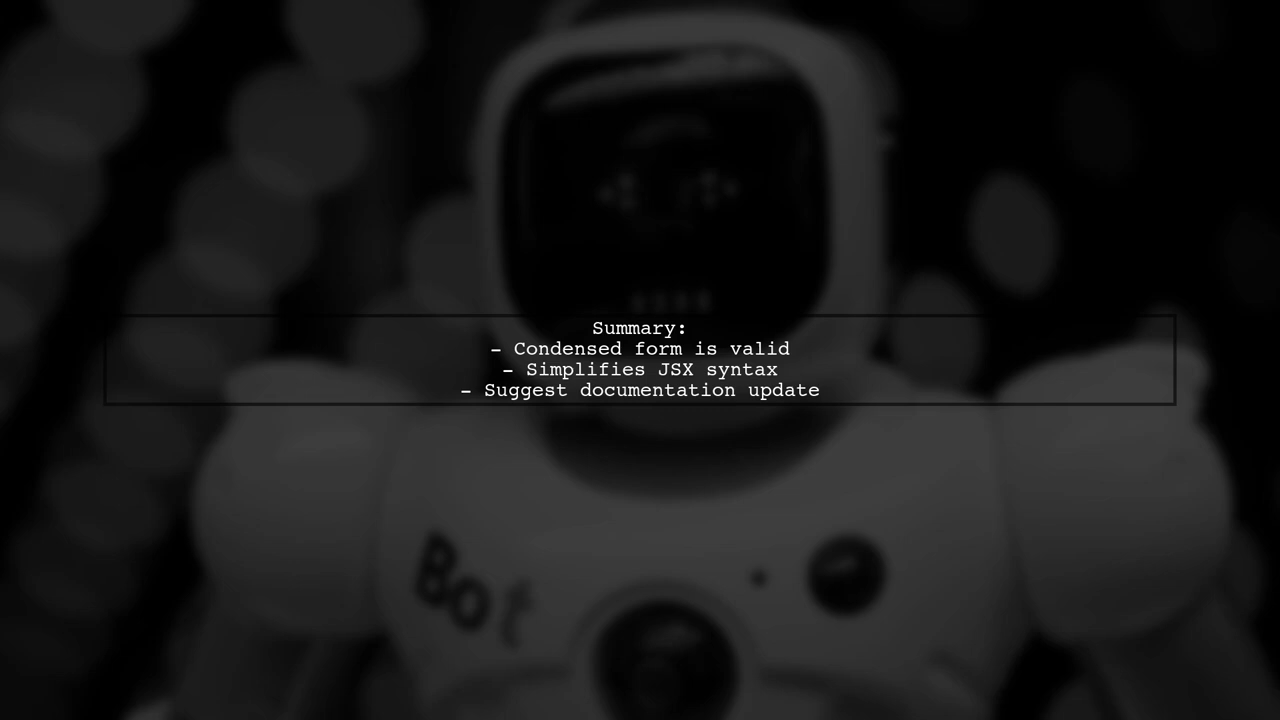 Summary:
- Condensed form is valid
- Simplifies JSX syntax
- Suggest documentation update
Bot